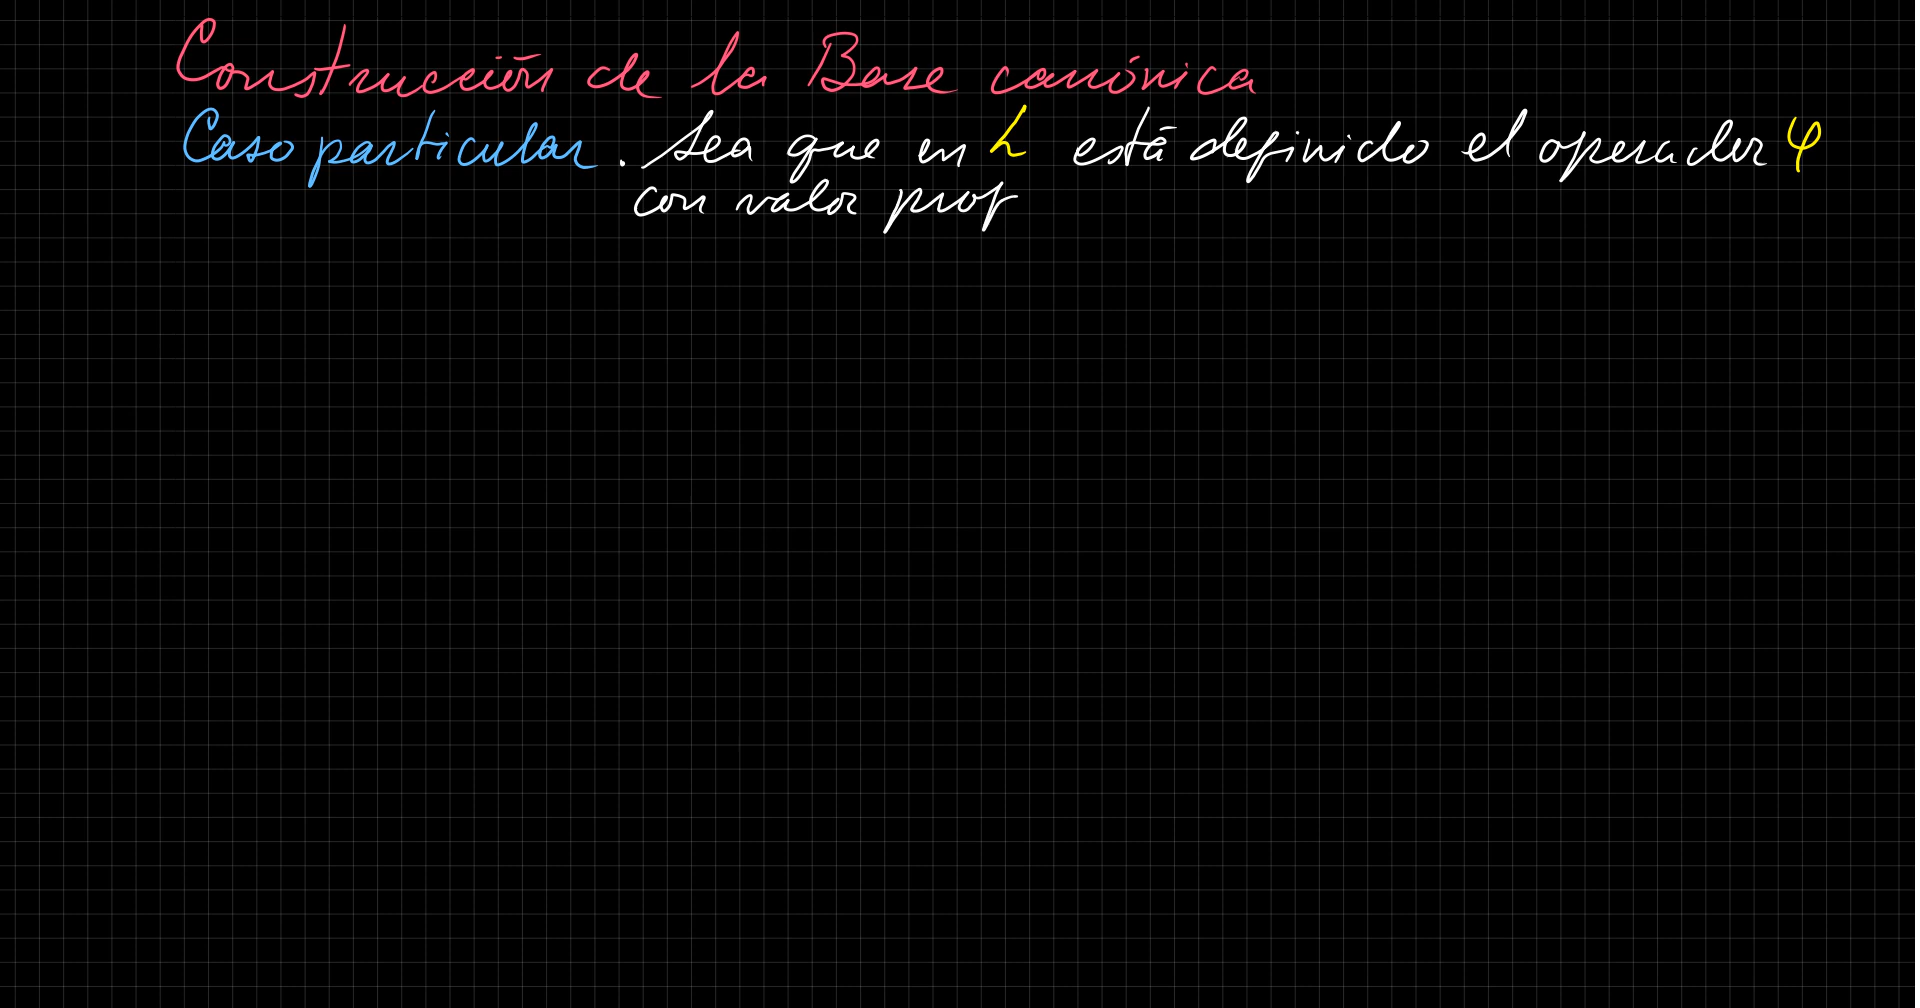 Construcción de la Base canónica
Caso particular. Sea que en L está definido el operador φ
con valor prop